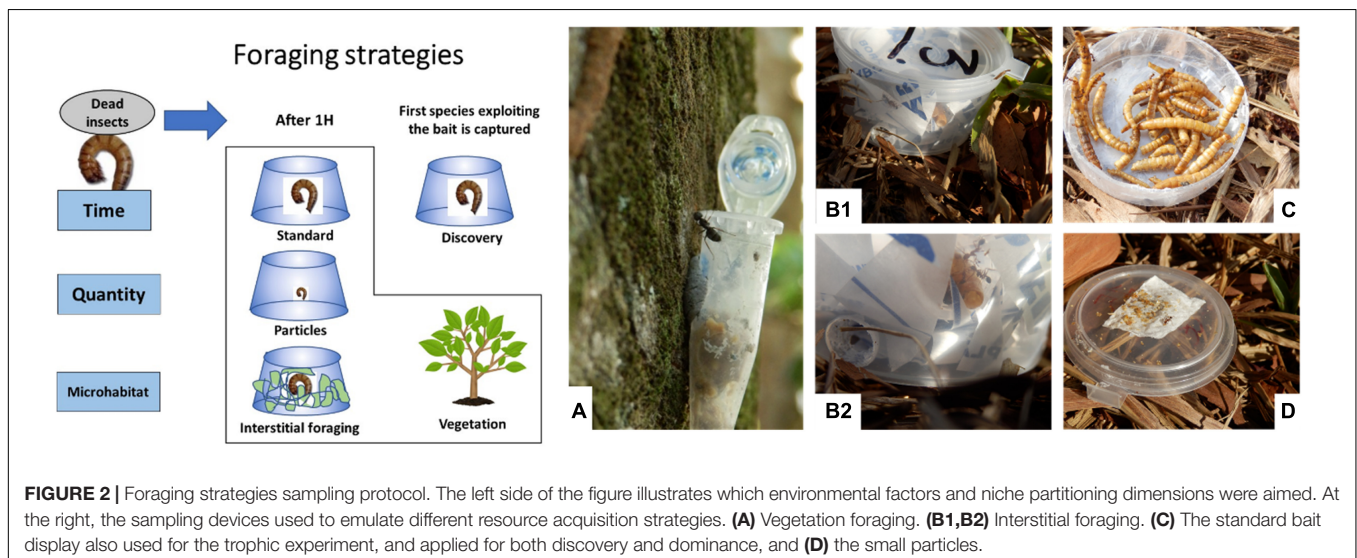 Foraging strategies
Dead
insects
After 1H
First species exploiting
the bait is captured
Time
Standard
Discovery
Quantity
Particles
Microhabitat
Interstitial foraging
Vegetation
A
B1
B2
C
D
FIGURE 2 | Foraging strategies sampling protocol. The left side of the figure illustrates which environmental factors and niche partitioning dimensions were aimed. At
the right, the sampling devices used to emulate different resource acquisition strategies. (A) Vegetation foraging. (B1,B2) Interstitial foraging. (C) The standard bait
display also used for the trophic experiment, and applied for both discovery and dominance, and (D) the small particles.